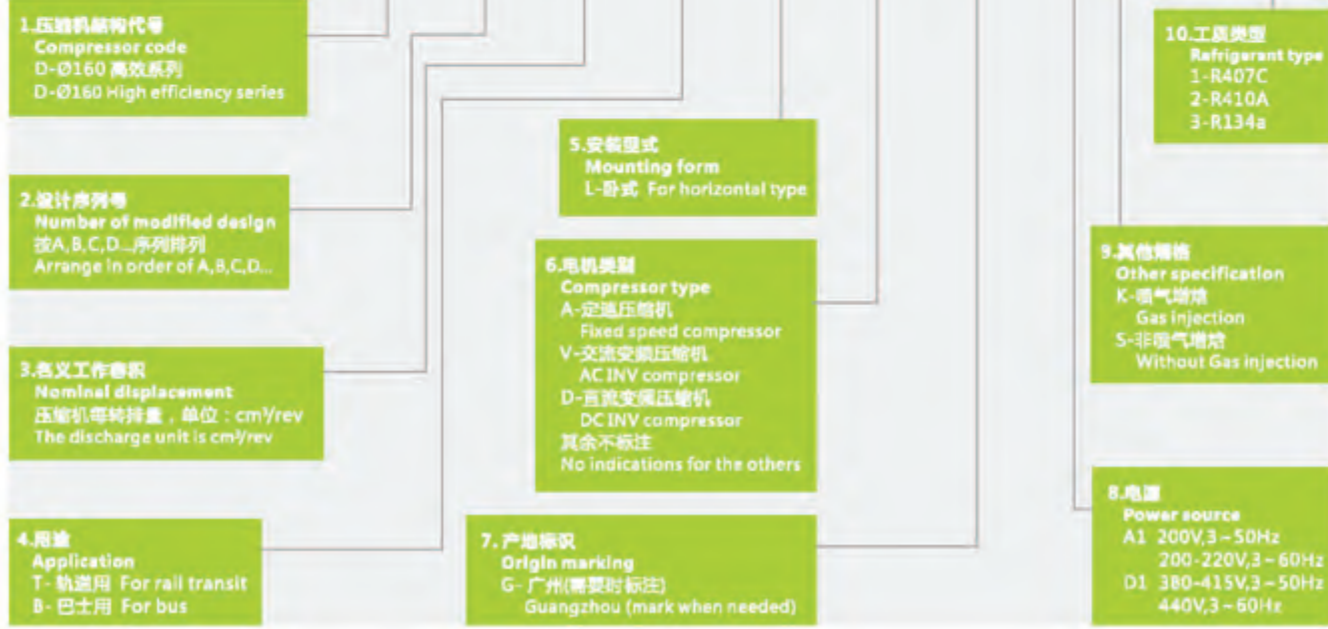 1.压缩机结构代号
Compressor code
D-Ø160 高效系列
D-Ø160 High efficiency series
2.设计序列号
Number of modified design
按A,B,C,D...序列排列
Arrange in order of A,B,C,D...
3.名义工作容积
Nominal displacement
压缩机每转排量，单位：cm³/rev
The discharge unit is cm³/rev
4.用途
Application
T- 轨道用 For rail transit
B- 巴士用 For bus
5.安装型式
Mounting form
L-卧式 For horizontal type
6.电机类别
Compressor type
A-定速压缩机
Fixed speed compressor
V-交流变频压缩机
AC INV compressor
D-直流变频压缩机
DC INV compressor
其余不标注
No indications for the others
7. 产地标识
Origin marking
G- 广州(需要时标注)
Guangzhou (mark when needed)
8.电源
Power source
A1 200V,3~50Hz
200-220V,3~60Hz
D1 380-415V,3~50Hz
440V,3~60Hz
9.其他规格
Other specification
K-喷气增焓
Gas injection
S-非喷气增焓
Without Gas injection
10.工质类型
Refrigerant type
1-R407C
2-R410A
3-R134a